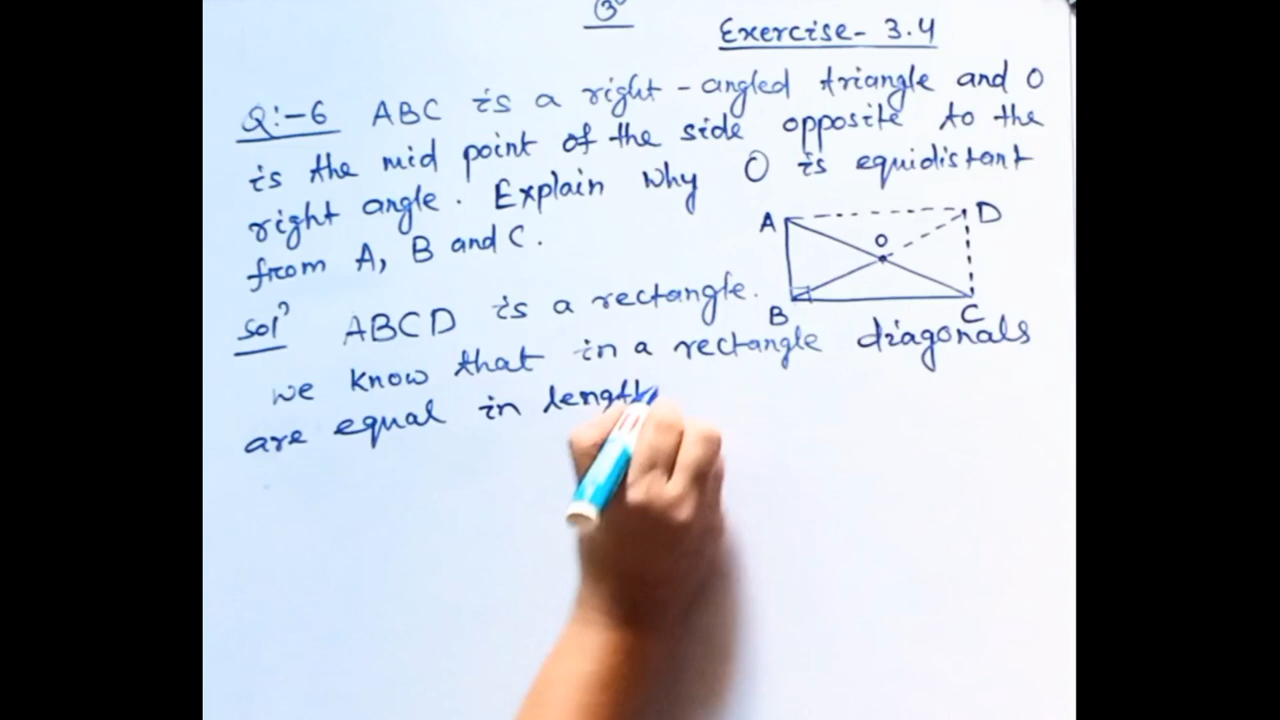 3
Exercise- 3.4
Q:-6 ABC is a right-angled triangle and O
is the mid point of the side opposite to the
right angle. Explain why O is equidistant
from A, B and C.
A D
O
B C
Solⁿ ABCD is a rectangle.
we know that in a rectangle diagonals
are equal in length